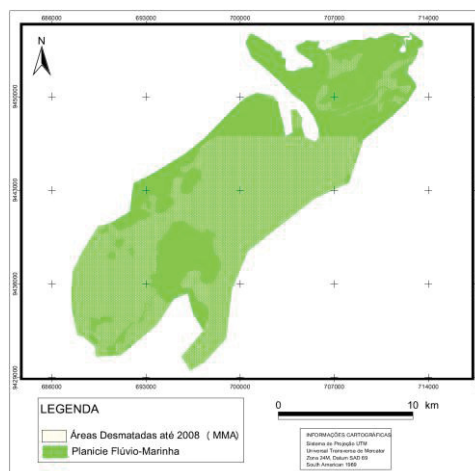 686000 693000 700000 707000 714000
N
9450000
9443000
9436000
9429000
686000 693000 700000 707000 714000
0 10 km
LEGENDA
Áreas Desmatadas até 2008 ( MMA)
Planicie Flúvio-Marinha
INFORMAÇÕES CARTOGRÁFICAS
Sistema de Projeção UTM
Universal Transversa de Mercator
Zona 24M, Datum SAD 69
South American 1969